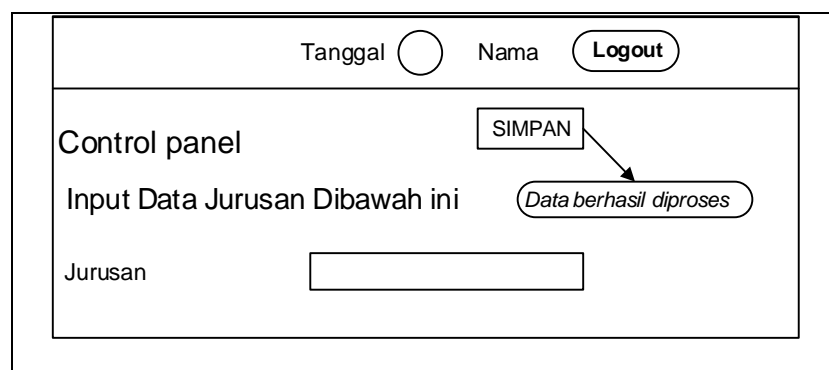 Tanggal Nama Logout
Control panel SIMPAN
Input Data Jurusan Dibawah ini Data berhasil diproses
Jurusan